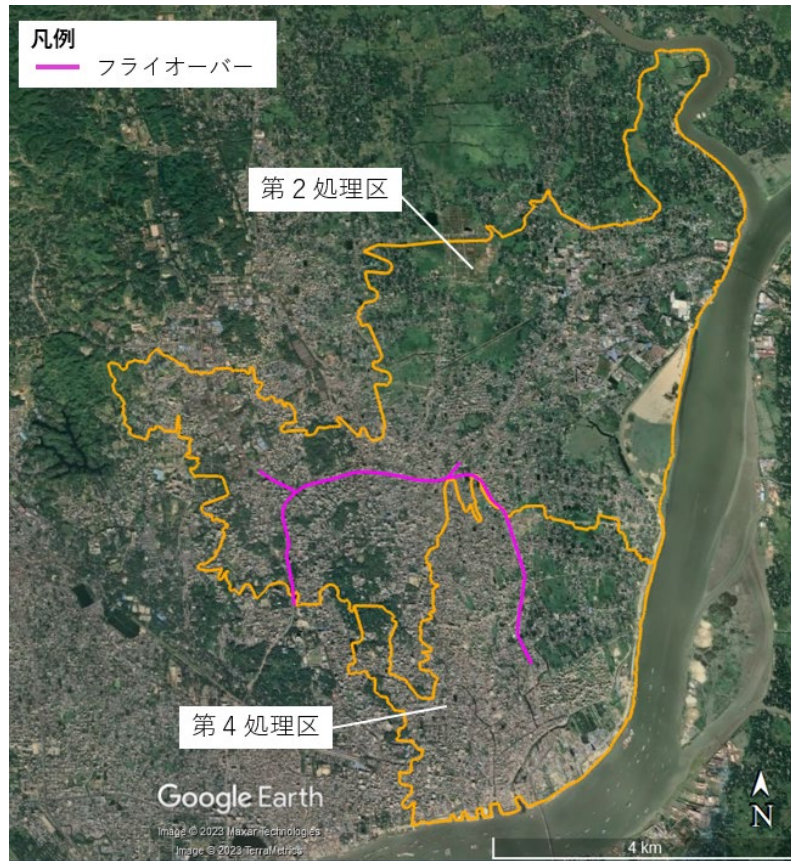 凡例
フライオーバー
第２処理区
第４処理区
Google Earth
Image © 2023 Maxar Technologies
Image © 2023 TerraMetrics
4 km
N